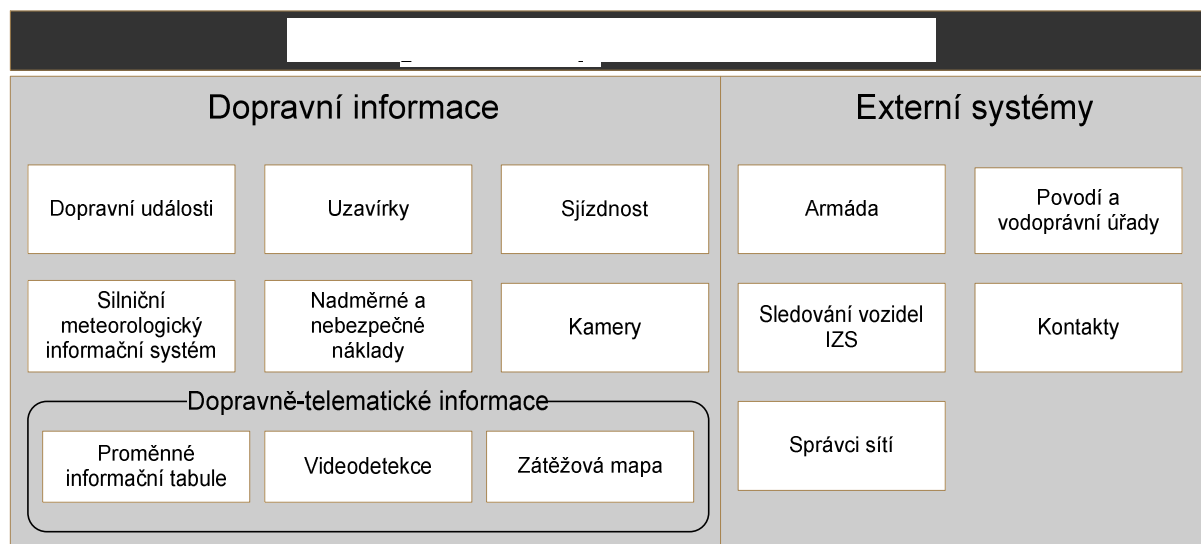 Dopravní informace
Externí systémy
Dopravní události
Uzavírky
Sjízdnost
Armáda
Povodí a
vodoprávní úřady
Silniční
meteorologický
informační systém
Nadměrné a
nebezpečné
náklady
Kamery
Sledování vozidel
IZS
Kontakty
Dopravně-telematické informace
Proměnné
informační tabule
Videodetekce
Zátěžová mapa
Správci sítí